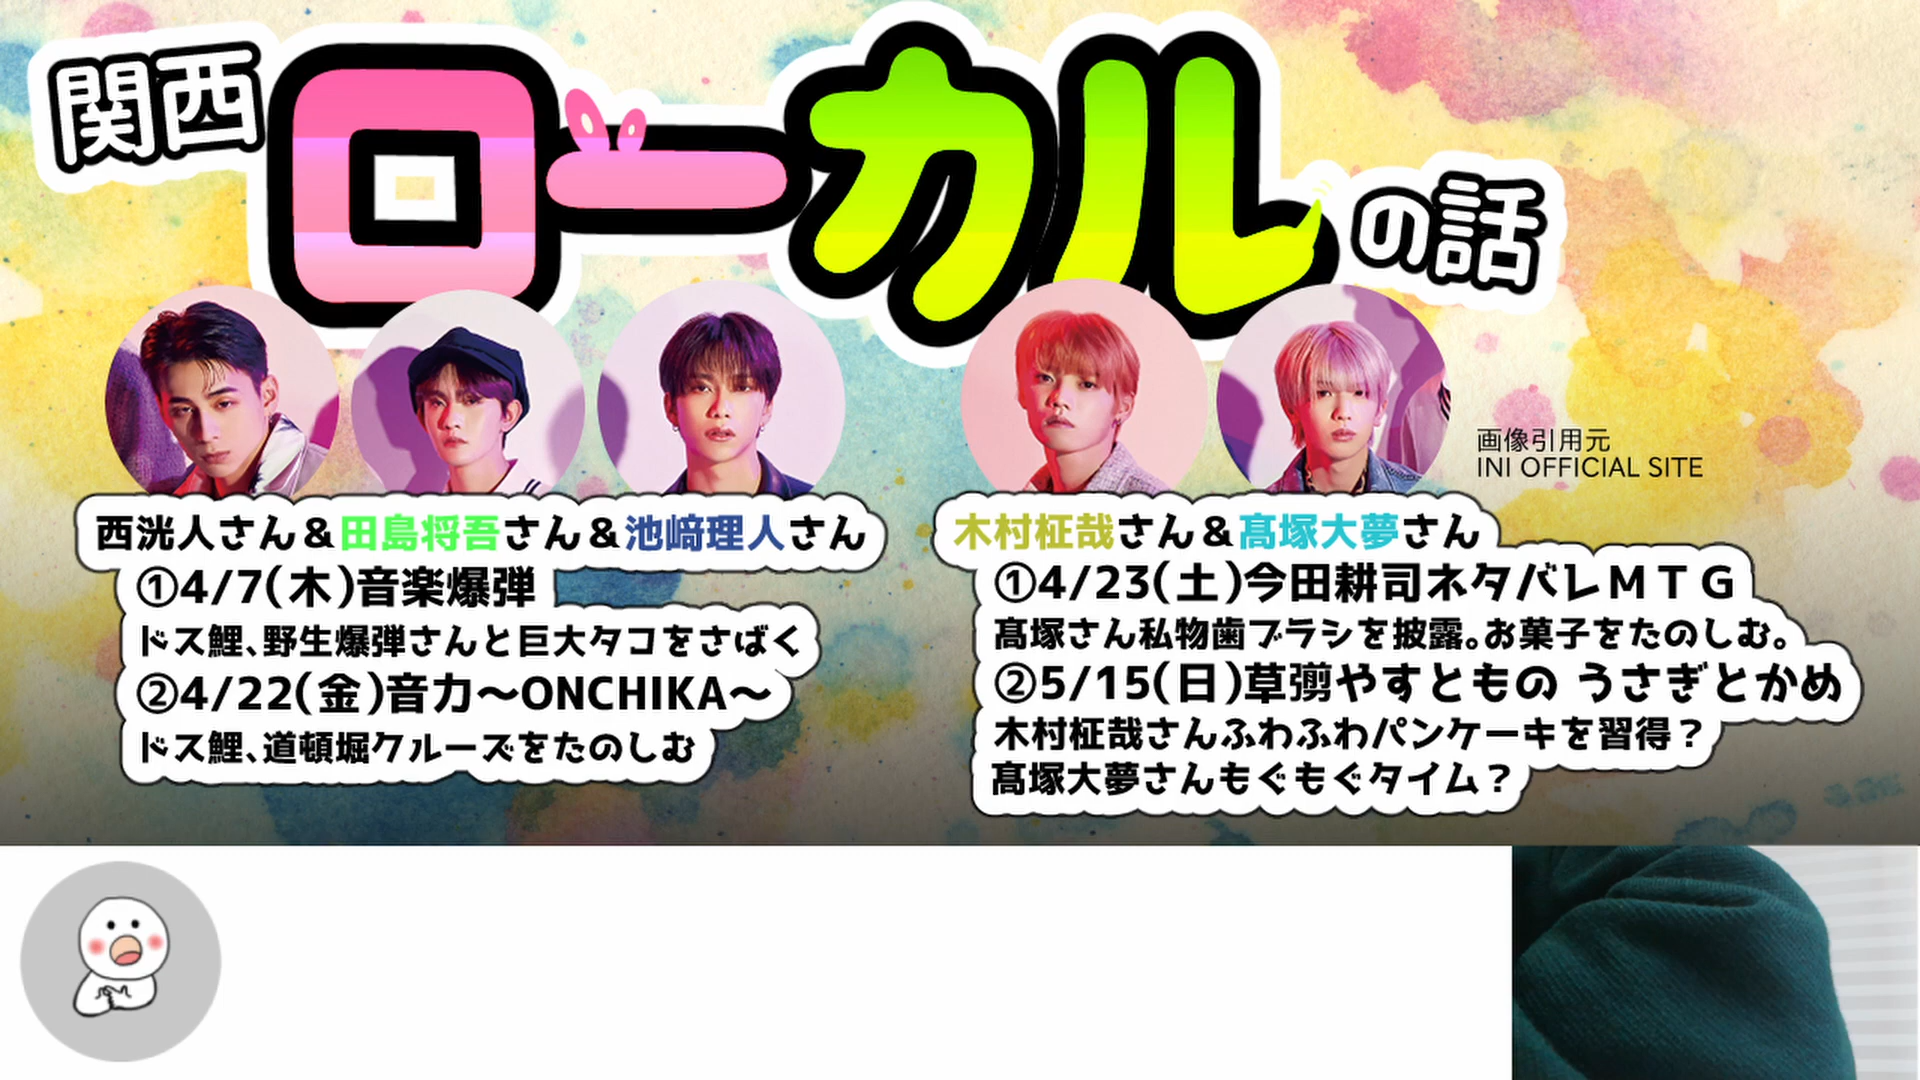 関西ローカルの話
画像引用元
INI OFFICIAL SITE
西洸人さん＆田島将吾さん＆池﨑理人さん
①4/7(木)音楽爆弾
ドス鯉、野生爆弾さんと巨大タコをさばく
②4/22(金)音力～ONCHIKA～
ドス鯉、道頓堀クルーズをたのしむ
木村柾哉さん＆髙塚大夢さん
①4/23(土)今田耕司ネタバレＭＴＧ
髙塚さん私物歯ブラシを披露。お菓子をたのしむ。
②5/15(日)草彅やすとものうさぎとかめ
木村柾哉さんふわふわパンケーキを習得？
髙塚大夢さんもぐもぐタイム？